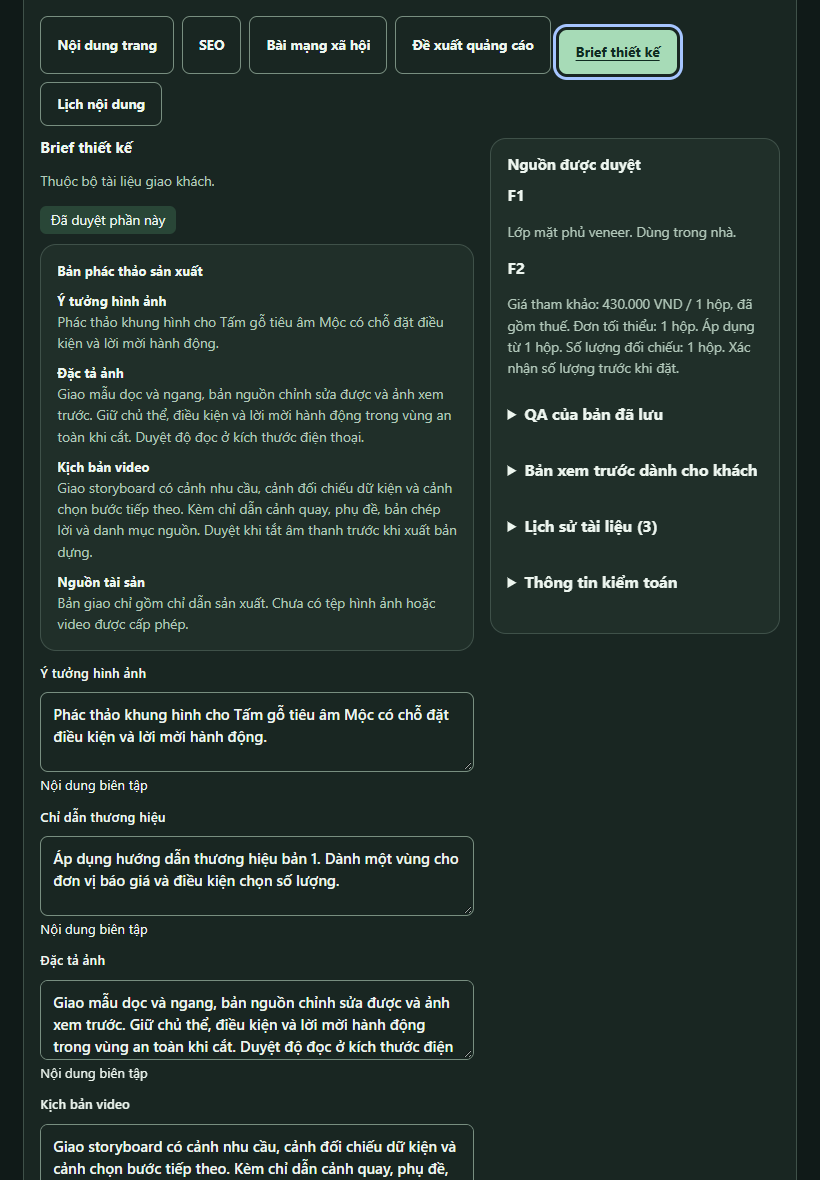 Nội dung trang
SEO
Bài mạng xã hội
Đề xuất quảng cáo
Brief thiết kế
Lịch nội dung
Brief thiết kế
Thuộc bộ tài liệu giao khách.
Đã duyệt phần này
Bản phác thảo sản xuất
Ý tưởng hình ảnh
Phác thảo khung hình cho Tấm gỗ tiêu âm Mộc có chỗ đặt điều
kiện và lời mời hành động.
Đặc tả ảnh
Giao mẫu dọc và ngang, bản nguồn chỉnh sửa được và ảnh xem
trước. Giữ chủ thể, điều kiện và lời mời hành động trong vùng an
toàn khi cắt. Duyệt độ đọc ở kích thước điện thoại.
Kịch bản video
Giao storyboard có cảnh nhu cầu, cảnh đối chiếu dữ kiện và cảnh
chọn bước tiếp theo. Kèm chỉ dẫn cảnh quay, phụ đề, bản chép
lời và danh mục nguồn. Duyệt khi tắt âm thanh trước khi xuất bản
dựng.
Nguồn tài sản
Bản giao chỉ gồm chỉ dẫn sản xuất. Chưa có tệp hình ảnh hoặc
video được cấp phép.
Ý tưởng hình ảnh
Phác thảo khung hình cho Tấm gỗ tiêu âm Mộc có chỗ đặt
điều kiện và lời mời hành động.
Nội dung biên tập
Chỉ dẫn thương hiệu
Áp dụng hướng dẫn thương hiệu bản 1. Dành một vùng cho
đơn vị báo giá và điều kiện chọn số lượng.
Nội dung biên tập
Đặc tả ảnh
Giao mẫu dọc và ngang, bản nguồn chỉnh sửa được và ảnh
xem trước. Giữ chủ thể, điều kiện và lời mời hành động
trong vùng an toàn khi cắt. Duyệt độ đọc ở kích thước điện
Nội dung biên tập
Kịch bản video
Giao storyboard có cảnh nhu cầu, cảnh đối chiếu dữ kiện và
cảnh chọn bước tiếp theo. Kèm chỉ dẫn cảnh quay, phụ đề,
Nguồn được duyệt
F1
Lớp mặt phủ veneer. Dùng trong nhà.
F2
Giá tham khảo: 430.000 VND / 1 hộp, đã
gồm thuế. Đơn tối thiểu: 1 hộp. Áp dụng
từ 1 hộp. Số lượng đối chiếu: 1 hộp. Xác
nhận số lượng trước khi đặt.
QA của bản đã lưu
Bản xem trước dành cho khách
Lịch sử tài liệu (3)
Thông tin kiểm toán